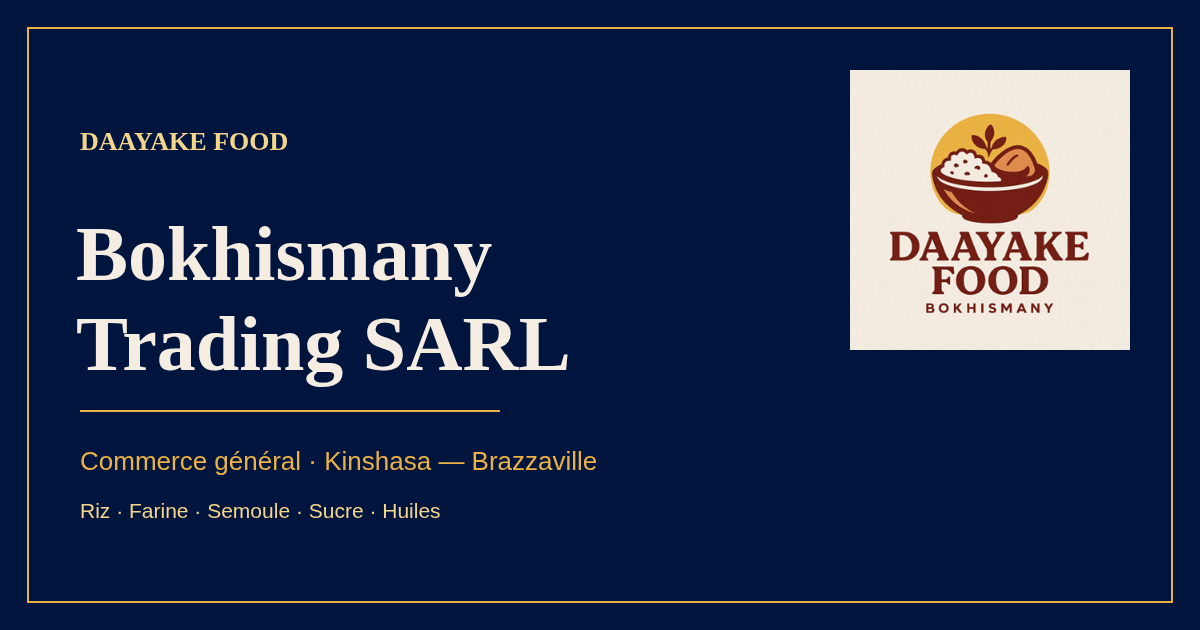 DAAYAKE FOOD
Bokhismany
Trading SARL
Commerce général · Kinshasa — Brazzaville
Riz · Farine · Semoule · Sucre · Huiles
DAAYAKE
FOOD
BOKHISMANY